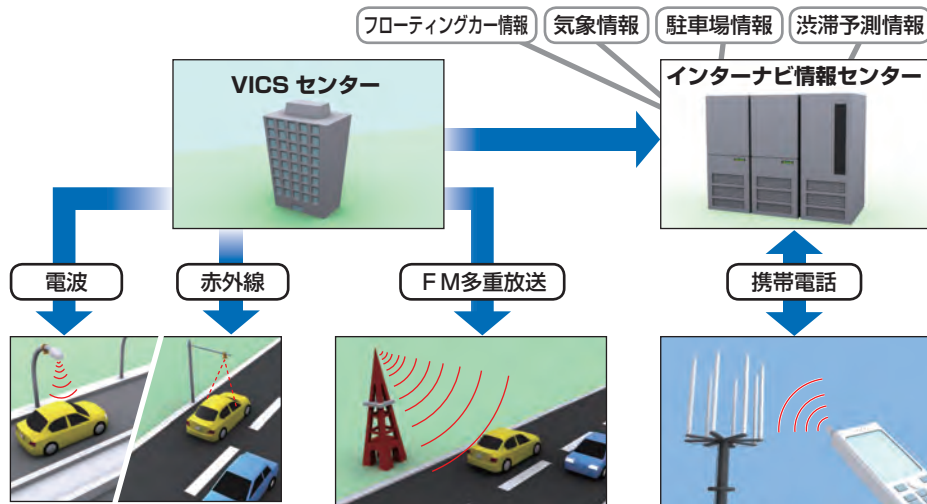 フローティングカー情報
気象情報
駐車場情報
渋滞予測情報
VICS センター
インターナビ情報センター
電波
赤外線
FM多重放送
携帯電話